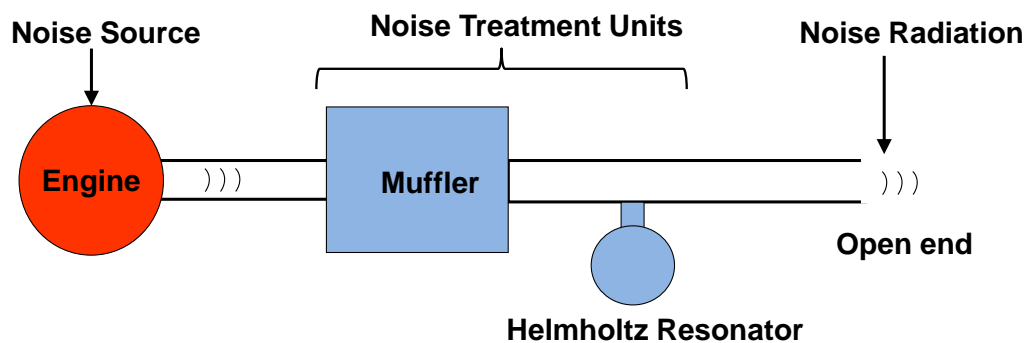 Noise Source
Noise Treatment Units
Noise Radiation
Engine
Muffler
Open end
Helmholtz Resonator